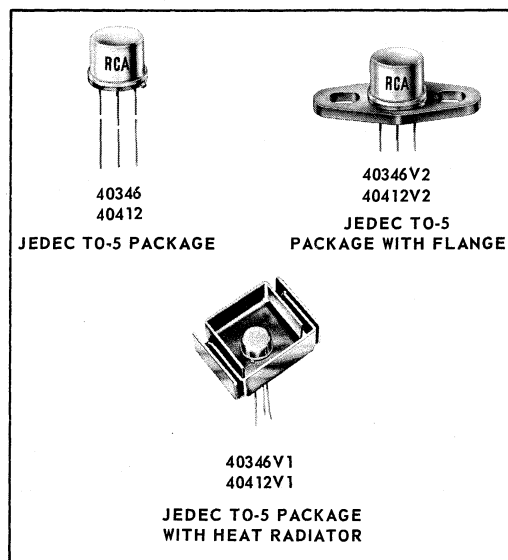 RCA
40346
40412
JEDEC TO-5 PACKAGE
RCA
40346V2
40412V2
JEDEC TO-5
PACKAGE WITH FLANGE
40346V1
40412V1
JEDEC TO-5 PACKAGE
WITH HEAT RADIATOR